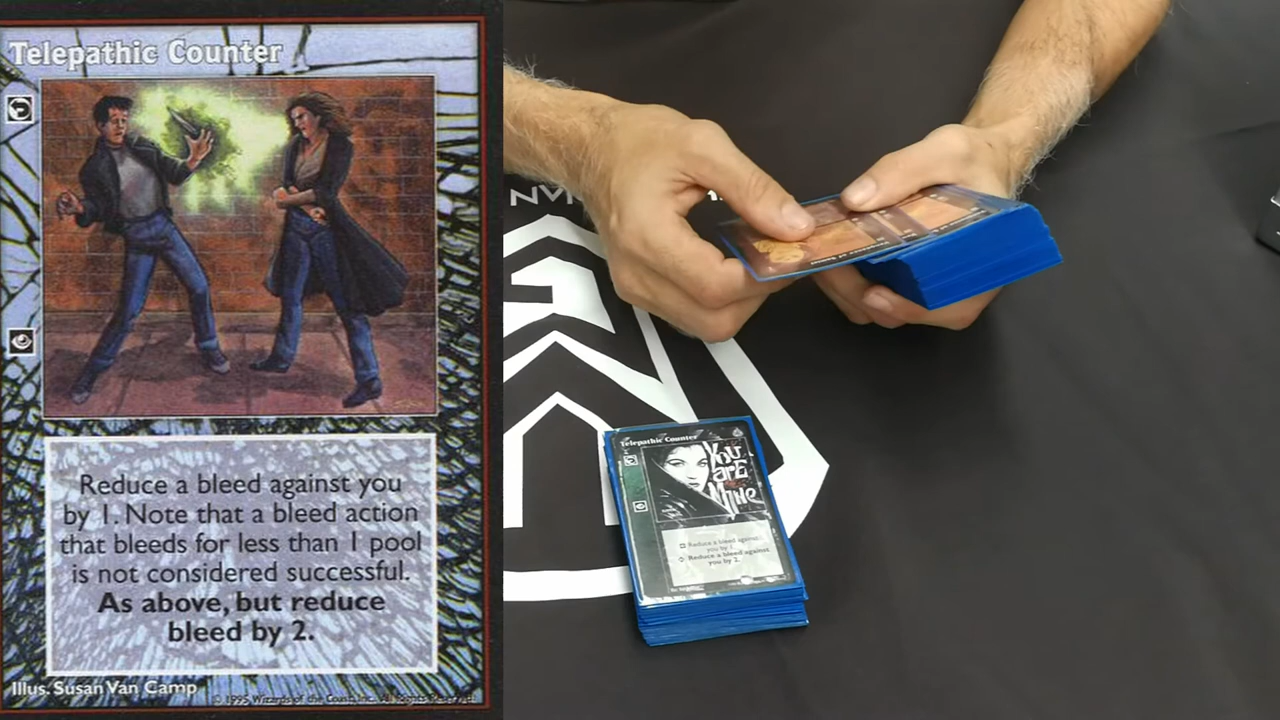 Telepathic Counter
Reduce a bleed against you
by 1. Note that a bleed action
that bleeds for less than 1 pool
is not considered successful.
As above, but reduce
bleed by 2.
Illus. Susan Van Camp
© 1995 Wizards of the Coast, Inc. All Rights Reserved.
Telepathic Counter
You
arE
Mine
Reduce a bleed against
you by 1.
Reduce a bleed against
you by 2.